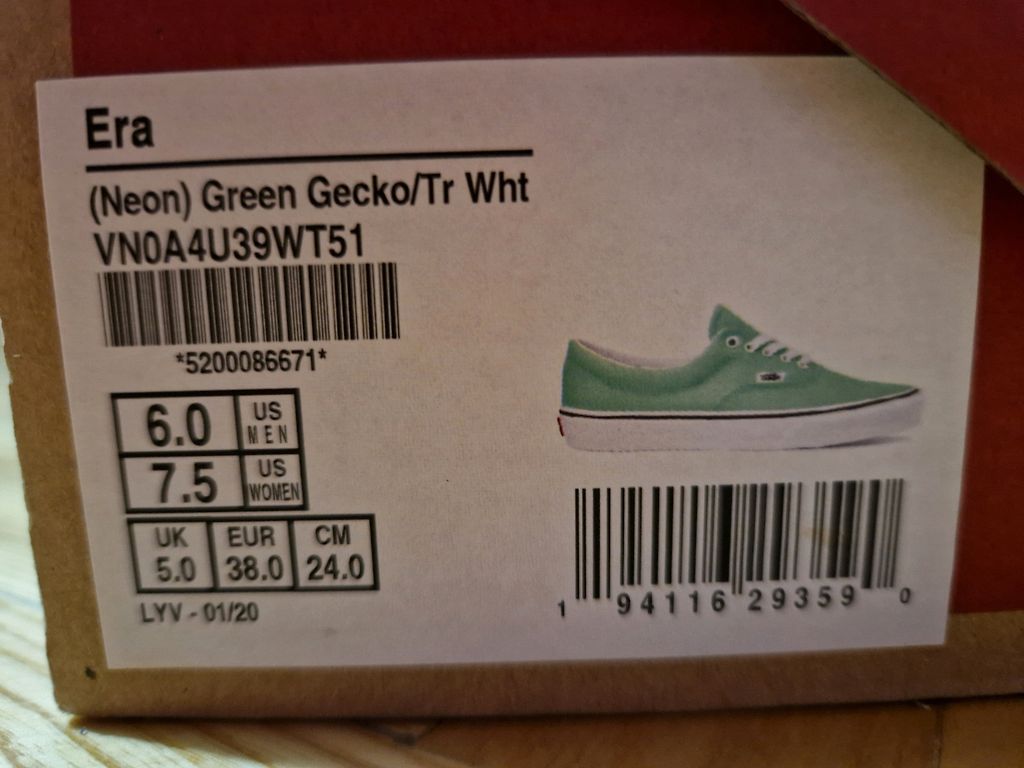 Era
(Neon) Green Gecko/Tr Wht
VN0A4U39WT51
*5200086671*
6.0 US MEN
7.5 US WOMEN
UK EUR CM
5.0 38.0 24.0
LYV - 01/20
1 94116 29359 0